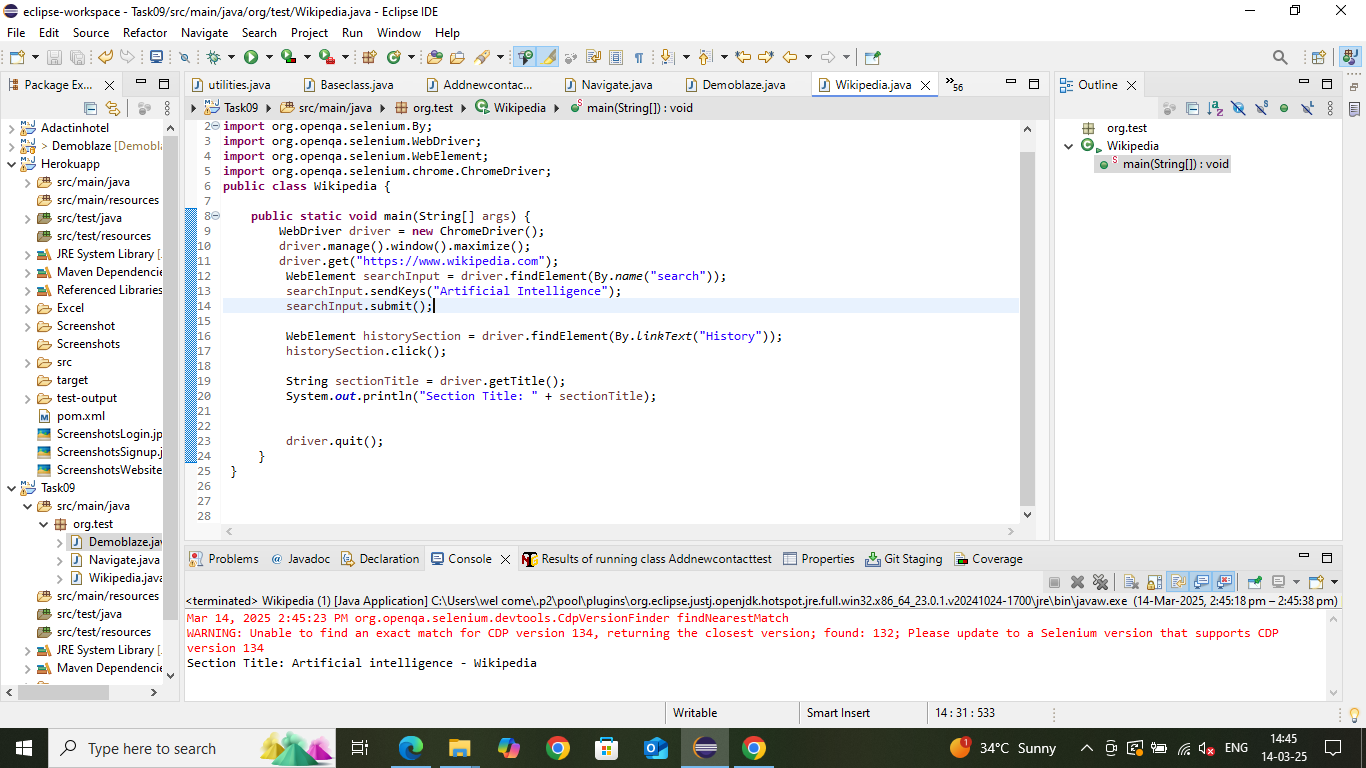 eclipse-workspace - Task09/src/main/java/org/test/Wikipedia.java - Eclipse IDE
File Edit Source Refactor Navigate Search Project Run Window Help
Package Ex...
utilities.java Baseclass.java Addnewcontac... Navigate.java Demoblaze.java Wikipedia.java »56
Outline
Task09 src/main/java org.test Wikipedia main(String[]) : void
Adactinhotel
> Demoblaze [Demobl
Herokuapp
src/main/java
src/main/resources
src/test/java
src/test/resources
JRE System Library [
Maven Dependencie
Referenced Libraries
Excel
Screenshot
Screenshots
src
target
test-output
pom.xml
ScreenshotsLogin.jp
ScreenshotsSignup.j
ScreenshotsWebsite
Task09
src/main/java
org.test
Demoblaze.jav
Navigate.java
Wikipedia.java
src/main/resources
src/test/java
src/test/resources
JRE System Library [
Maven Dependencie
2 import org.openqa.selenium.By;
3 import org.openqa.selenium.WebDriver;
4 import org.openqa.selenium.WebElement;
5 import org.openqa.selenium.chrome.ChromeDriver;
6 public class Wikipedia {
7
8 public static void main(String[] args) {
9 WebDriver driver = new ChromeDriver();
10 driver.manage().window().maximize();
11 driver.get("https://www.wikipedia.com");
12 WebElement searchInput = driver.findElement(By.name("search"));
13 searchInput.sendKeys("Artificial Intelligence");
14 searchInput.submit();
15
16 WebElement historySection = driver.findElement(By.linkText("History"));
17 historySection.click();
18
19 String sectionTitle = driver.getTitle();
20 System.out.println("Section Title: " + sectionTitle);
21
22
23 driver.quit();
24 }
25 }
26
27
28
org.test
Wikipedia
S main(String[]) : void
Problems @ Javadoc Declaration Console Results of running class Addnewcontacttest Properties Git Staging Coverage
<terminated> Wikipedia (1) [Java Application] C:\Users\wel come\.p2\pool\plugins\org.eclipse.justj.openjdk.hotspot.jre.full.win32.x86_64_23.0.1.v20241024-1700\jre\bin\javaw.exe (14-Mar-2025, 2:45:18 pm – 2:45:38 pm)
Mar 14, 2025 2:45:23 PM org.openqa.selenium.devtools.CdpVersionFinder findNearestMatch
WARNING: Unable to find an exact match for CDP version 134, returning the closest version; found: 132; Please update to a Selenium version that supports CDP
version 134
Section Title: Artificial intelligence - Wikipedia
Writable Smart Insert 14 : 31 : 533
Type here to search
34°C Sunny
ENG
14:45
14-03-25